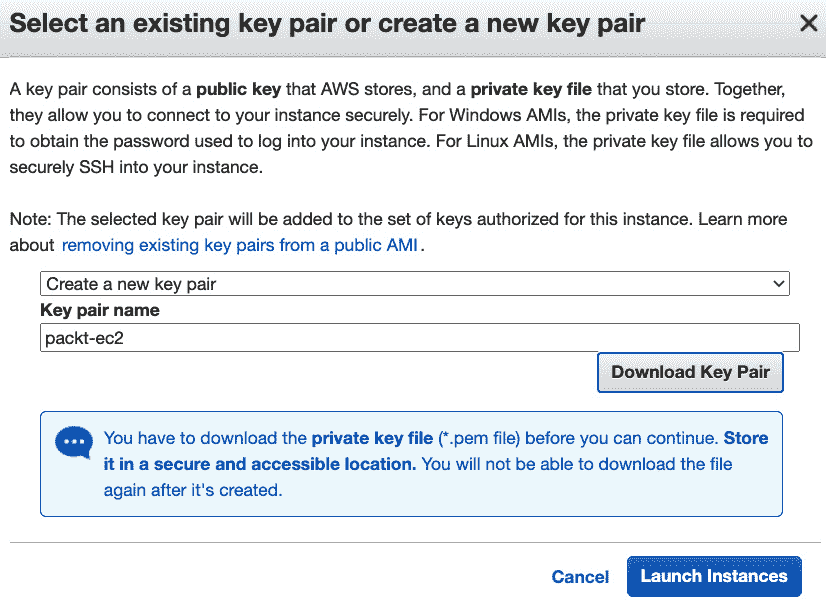 Select an existing key pair or create a new key pair
A key pair consists of a public key that AWS stores, and a private key file that you store. Together,
they allow you to connect to your instance securely. For Windows AMIs, the private key file is required
to obtain the password used to log into your instance. For Linux AMIs, the private key file allows you to
securely SSH into your instance.
Note: The selected key pair will be added to the set of keys authorized for this instance. Learn more
about removing existing key pairs from a public AMI.
Create a new key pair
Key pair name
packt-ec2
Download Key Pair
You have to download the private key file (*.pem file) before you can continue. Store
it in a secure and accessible location. You will not be able to download the file
again after it's created.
Cancel Launch Instances